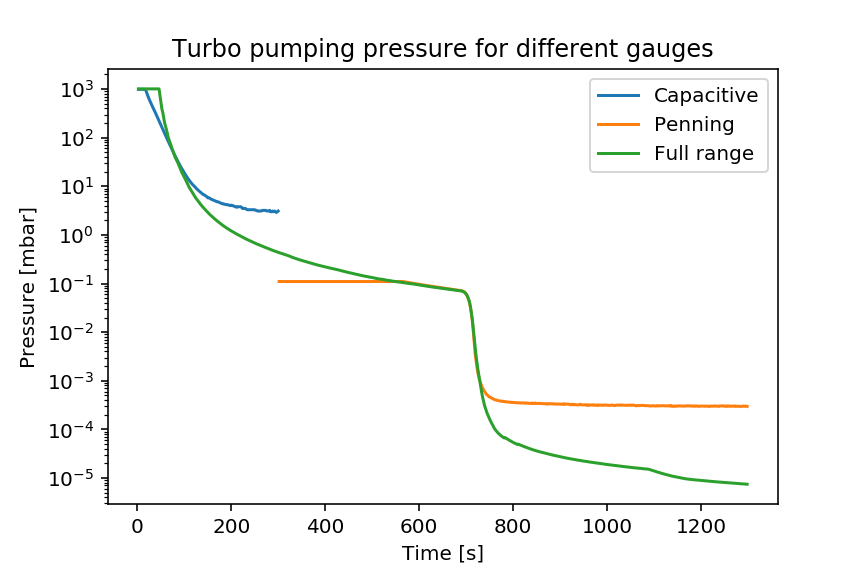 Turbo pumping pressure for different gauges
Capacitive
Penning
Full range
10³
10²
10¹
10⁰
10⁻¹
10⁻²
10⁻³
10⁻⁴
10⁻⁵
Pressure [mbar]
0 200 400 600 800 1000 1200
Time [s]